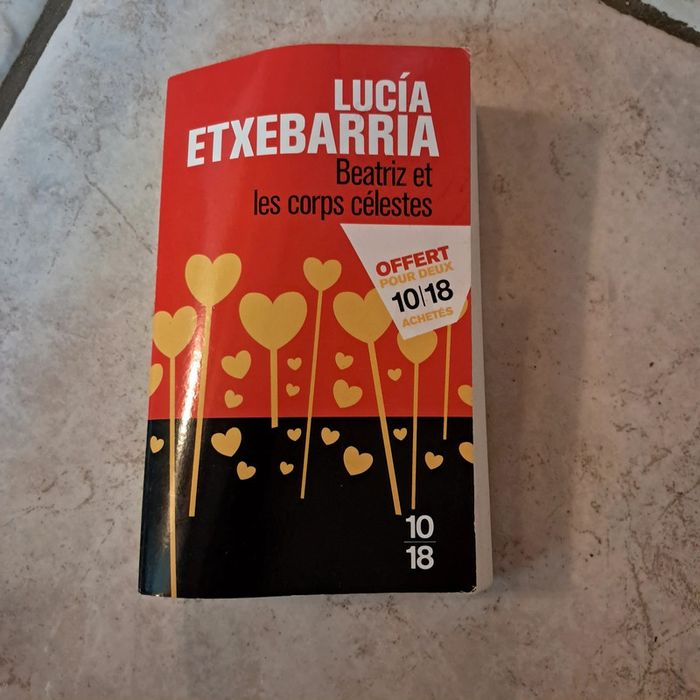 LUCÍA
ETXEBARRIA
Beatriz et
les corps célestes
OFFERT
POUR DEUX
10|18
ACHETÉS
10
18